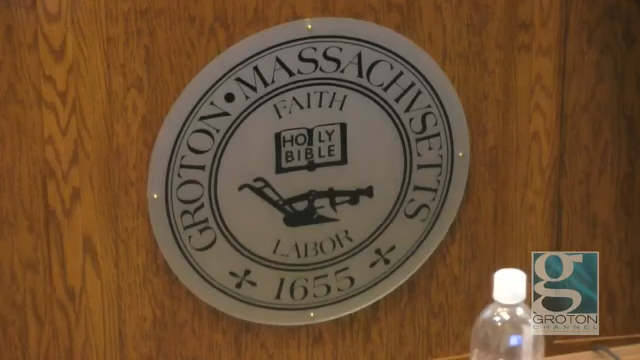 GROTON • MASSACHVSETTS
FAITH
HOLY
BIBLE
LABOR
1655
g
GROTON
CHANNEL